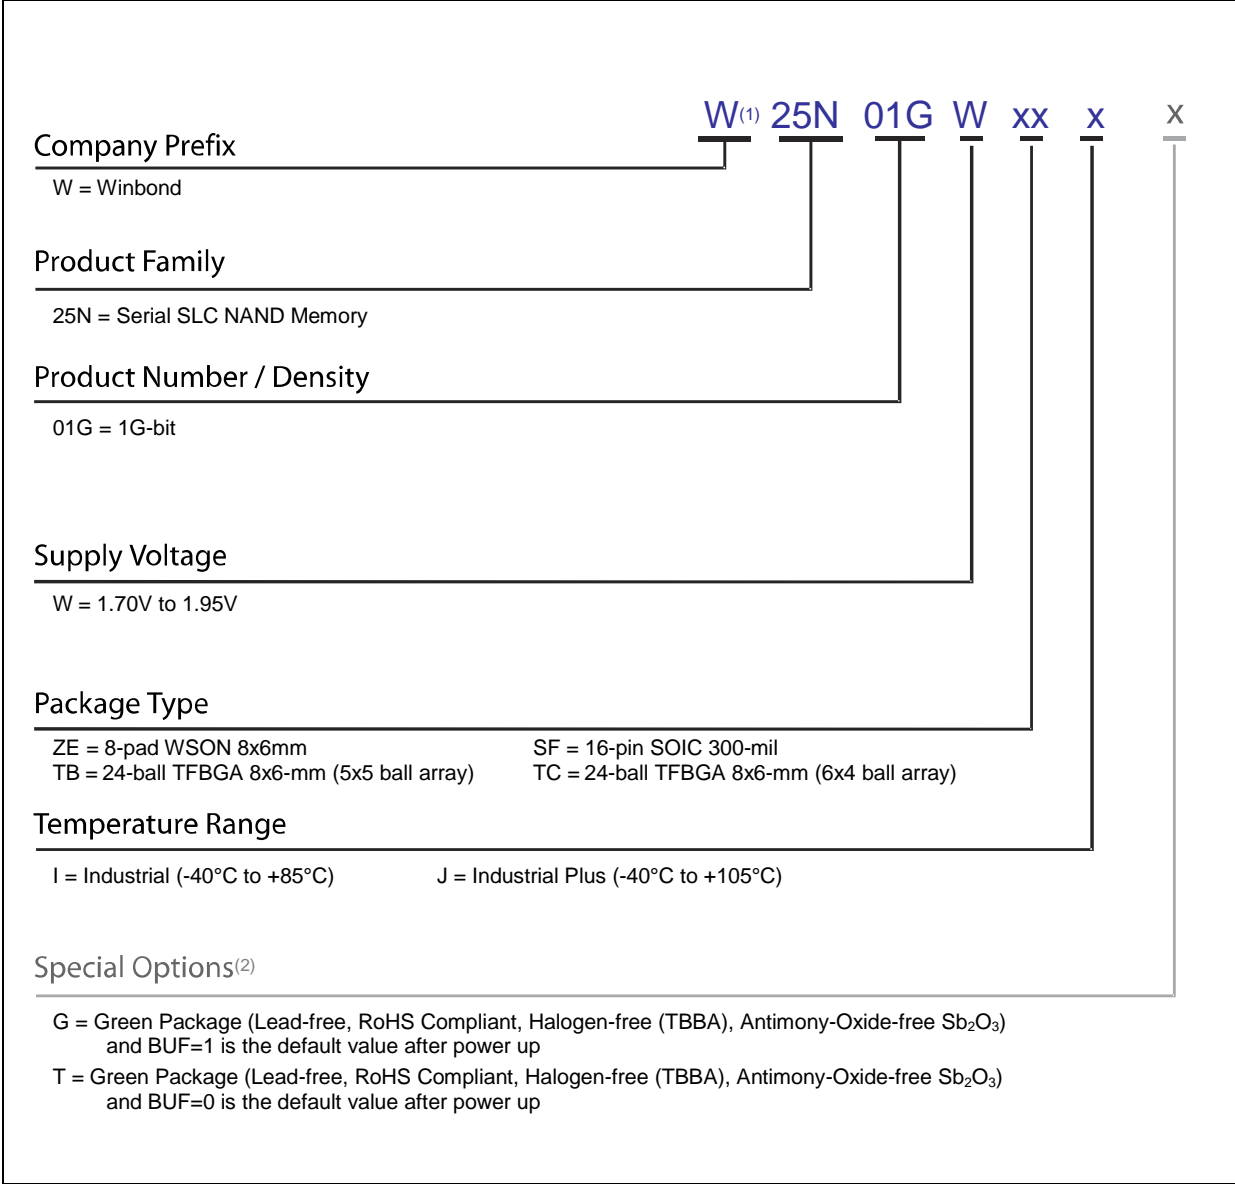 W(1) 25N 01G W xx x x
Company Prefix
W = Winbond
Product Family
25N = Serial SLC NAND Memory
Product Number / Density
01G = 1G-bit
Supply Voltage
W = 1.70V to 1.95V
Package Type
ZE = 8-pad WSON 8x6mm SF = 16-pin SOIC 300-mil
TB = 24-ball TFBGA 8x6-mm (5x5 ball array) TC = 24-ball TFBGA 8x6-mm (6x4 ball array)
Temperature Range
I = Industrial (-40°C to +85°C) J = Industrial Plus (-40°C to +105°C)
Special Options(2)
G = Green Package (Lead-free, RoHS Compliant, Halogen-free (TBBA), Antimony-Oxide-free Sb₂O₃)
and BUF=1 is the default value after power up
T = Green Package (Lead-free, RoHS Compliant, Halogen-free (TBBA), Antimony-Oxide-free Sb₂O₃)
and BUF=0 is the default value after power up